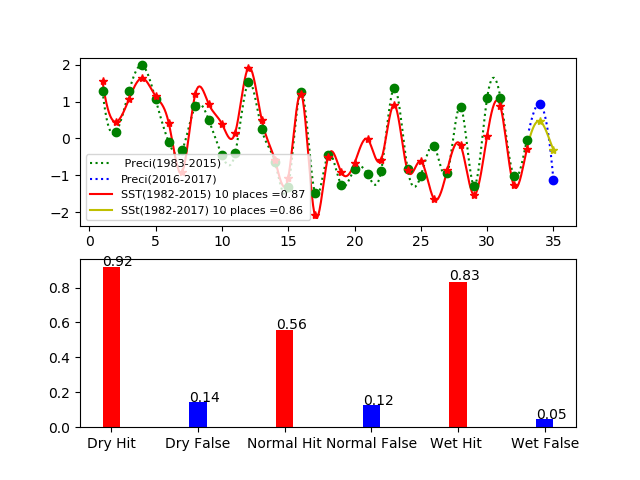 2
1
0
−1
−2
Preci(1983-2015)
Preci(2016-2017)
SST(1982-2015) 10 places =0.87
SSt(1982-2017) 10 places =0.86
0 5 10 15 20 25 30 35
0.92
0.8
0.83
0.6
0.56
0.4
0.2
0.14
0.12
0.05
0.0
Dry Hit Dry False Normal Hit Normal False Wet Hit Wet False